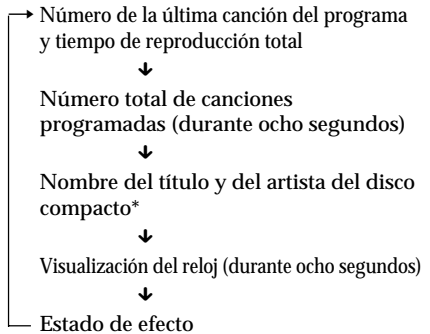 Número de la última canción del programa
y tiempo de reproducción total
Número total de canciones
programadas (durante ocho segundos)
Nombre del título y del artista del disco
compacto*
Visualización del reloj (durante ocho segundos)
Estado de efecto